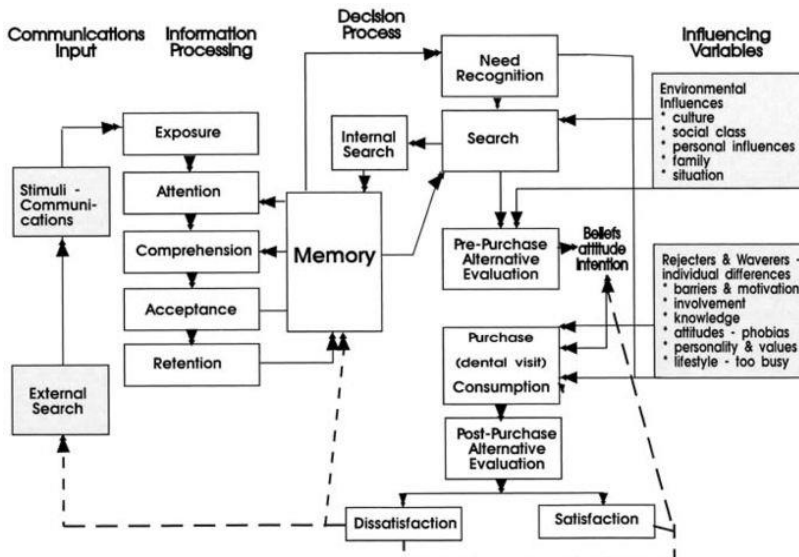 Communications
Input
Information
Processing
Decision
Process
Influencing
Variables
Exposure
Attention
Comprehension
Acceptance
Retention
Stimuli -
Communi-
cations
External
Search
Internal
Search
Memory
Need
Recognition
Search
Pre-Purchase
Alternative
Evaluation
Beliefs
attitude
Intention
Purchase
(dental visit)
Consumption
Post-Purchase
Alternative
Evaluation
Dissatisfaction
Satisfaction
Environmental
Influences
* culture
* social class
* personal influences
* family
* situation
Rejecters & Waverers -
individual differences
* barriers & motivation
* involvement
* knowledge
* attitudes - phobias
* personality & values
* lifestyle - too busy